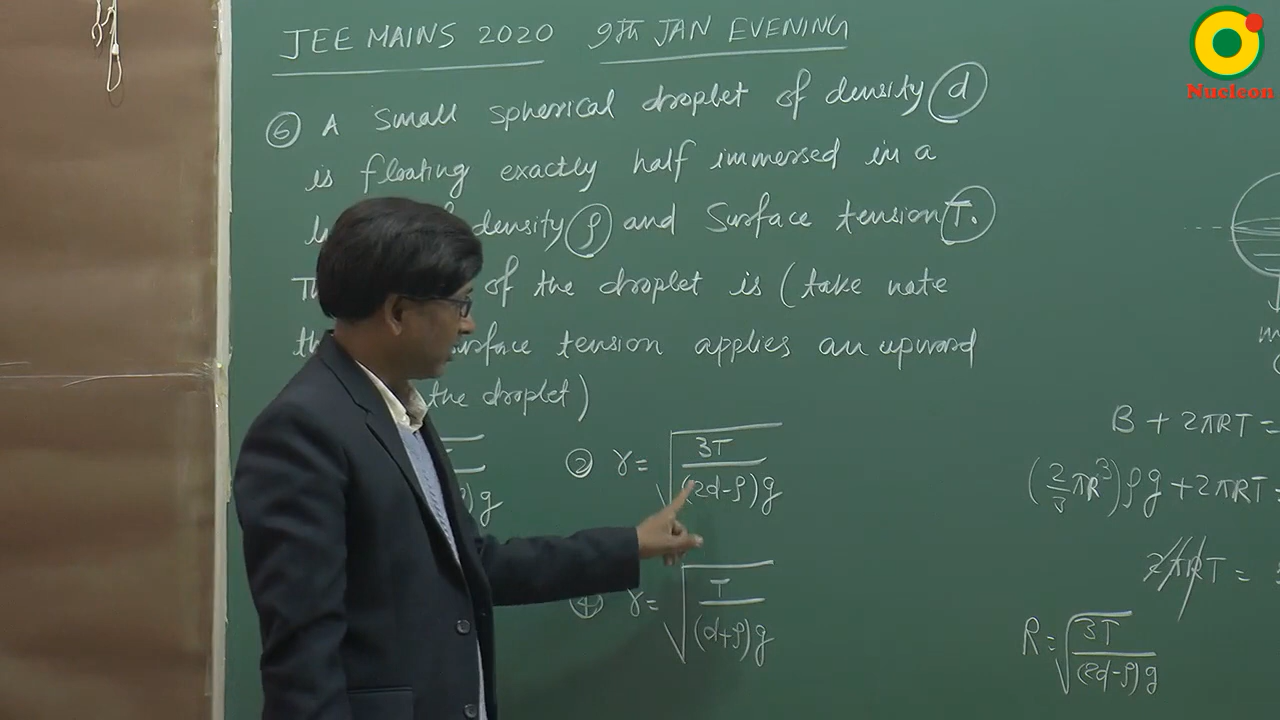 JEE MAINS 2020 9TH JAN EVENING
Nucleon
⑥ A small spherical droplet of density d
is floating exactly half immersed in a
density ρ and Surface tension T.
of the droplet is (take note
surface tension applies an upward
the droplet)
② r = √(3T/(2d-ρ)g)
④ r = √(T/(d+ρ)g)
B + 2πRT =
(2/3 πR³)ρg + 2πRT =
2πRT =
R = √(3T/(2d-ρ)g)